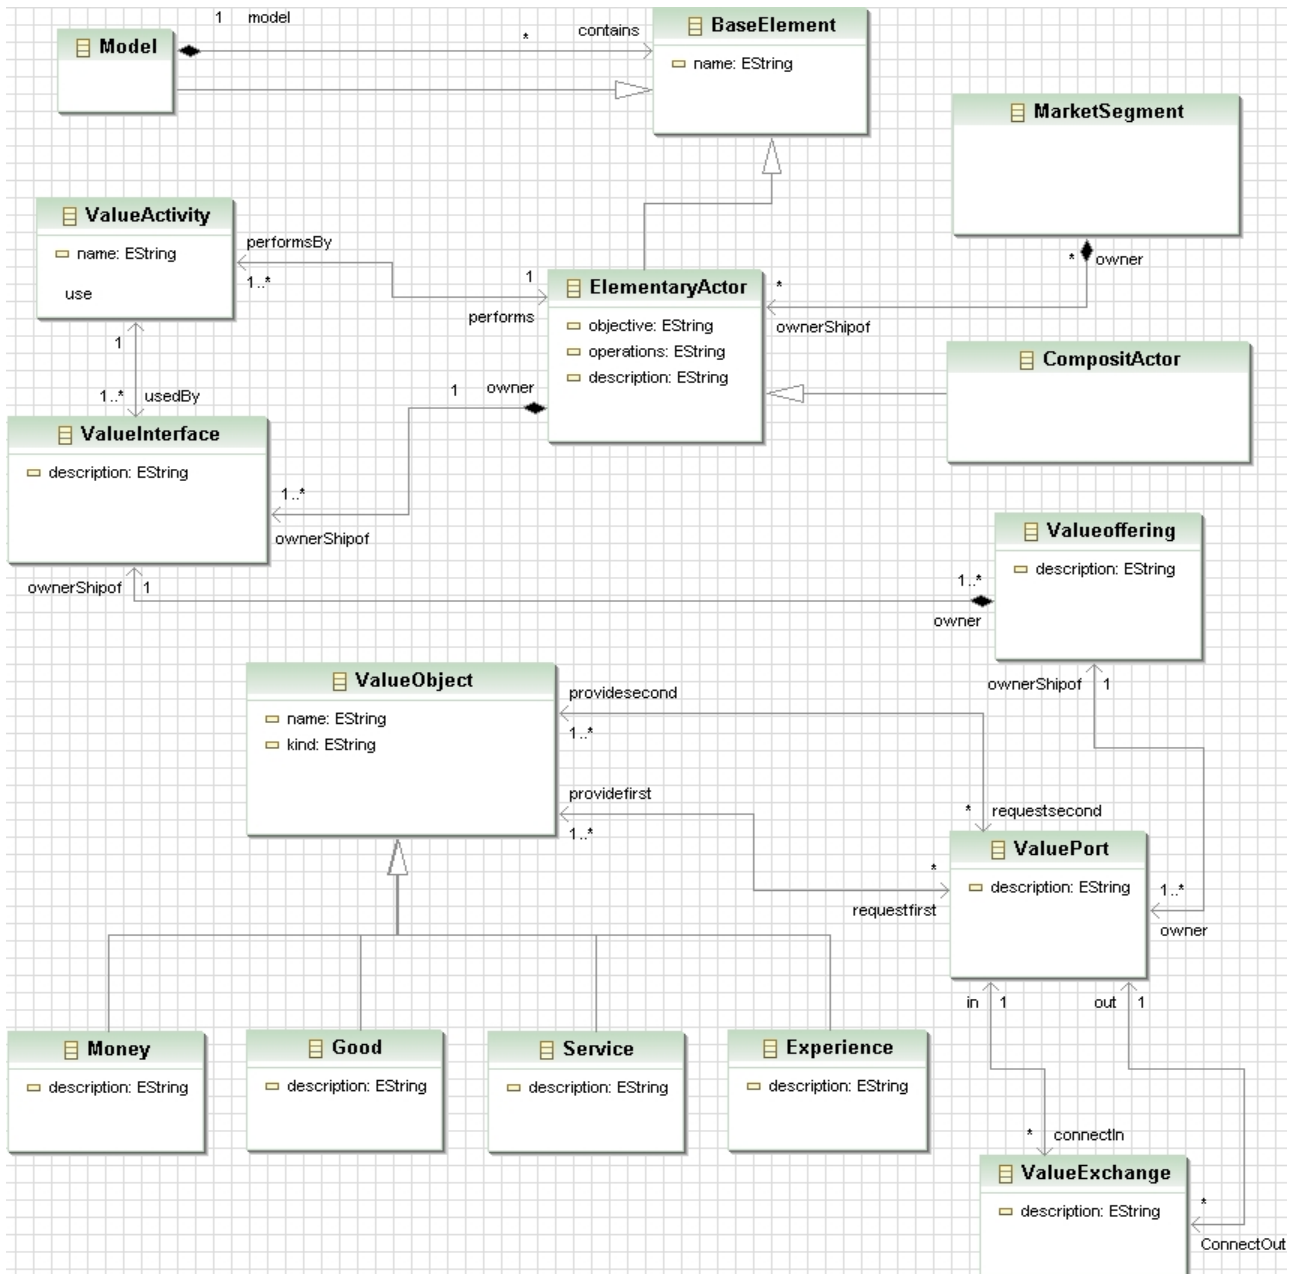 1 model
BaseElement
Model
contains
*
name: EString
MarketSegment
ValueActivity
name: EString
performsBy
use
1..*
1
ElementaryActor
*
* owner
performs
objective: EString
ownerShipof
1
operations: EString
CompositActor
description: EString
1..* usedBy
1 owner
ValueInterface
description: EString
1..*
Valueoffering
ownerShipof
description: EString
ownerShipof 1
1..*
owner
ValueObject
ownerShipof 1
providesecond
name: EString
1..*
kind: EString
providefirst
* requestsecond
1..*
ValuePort
*
description: EString
1..*
requestfirst
owner
in 1 out 1
Money
Good
Service
Experience
description: EString
description: EString
description: EString
description: EString
* connectIn
ValueExchange
*
description: EString
ConnectOut